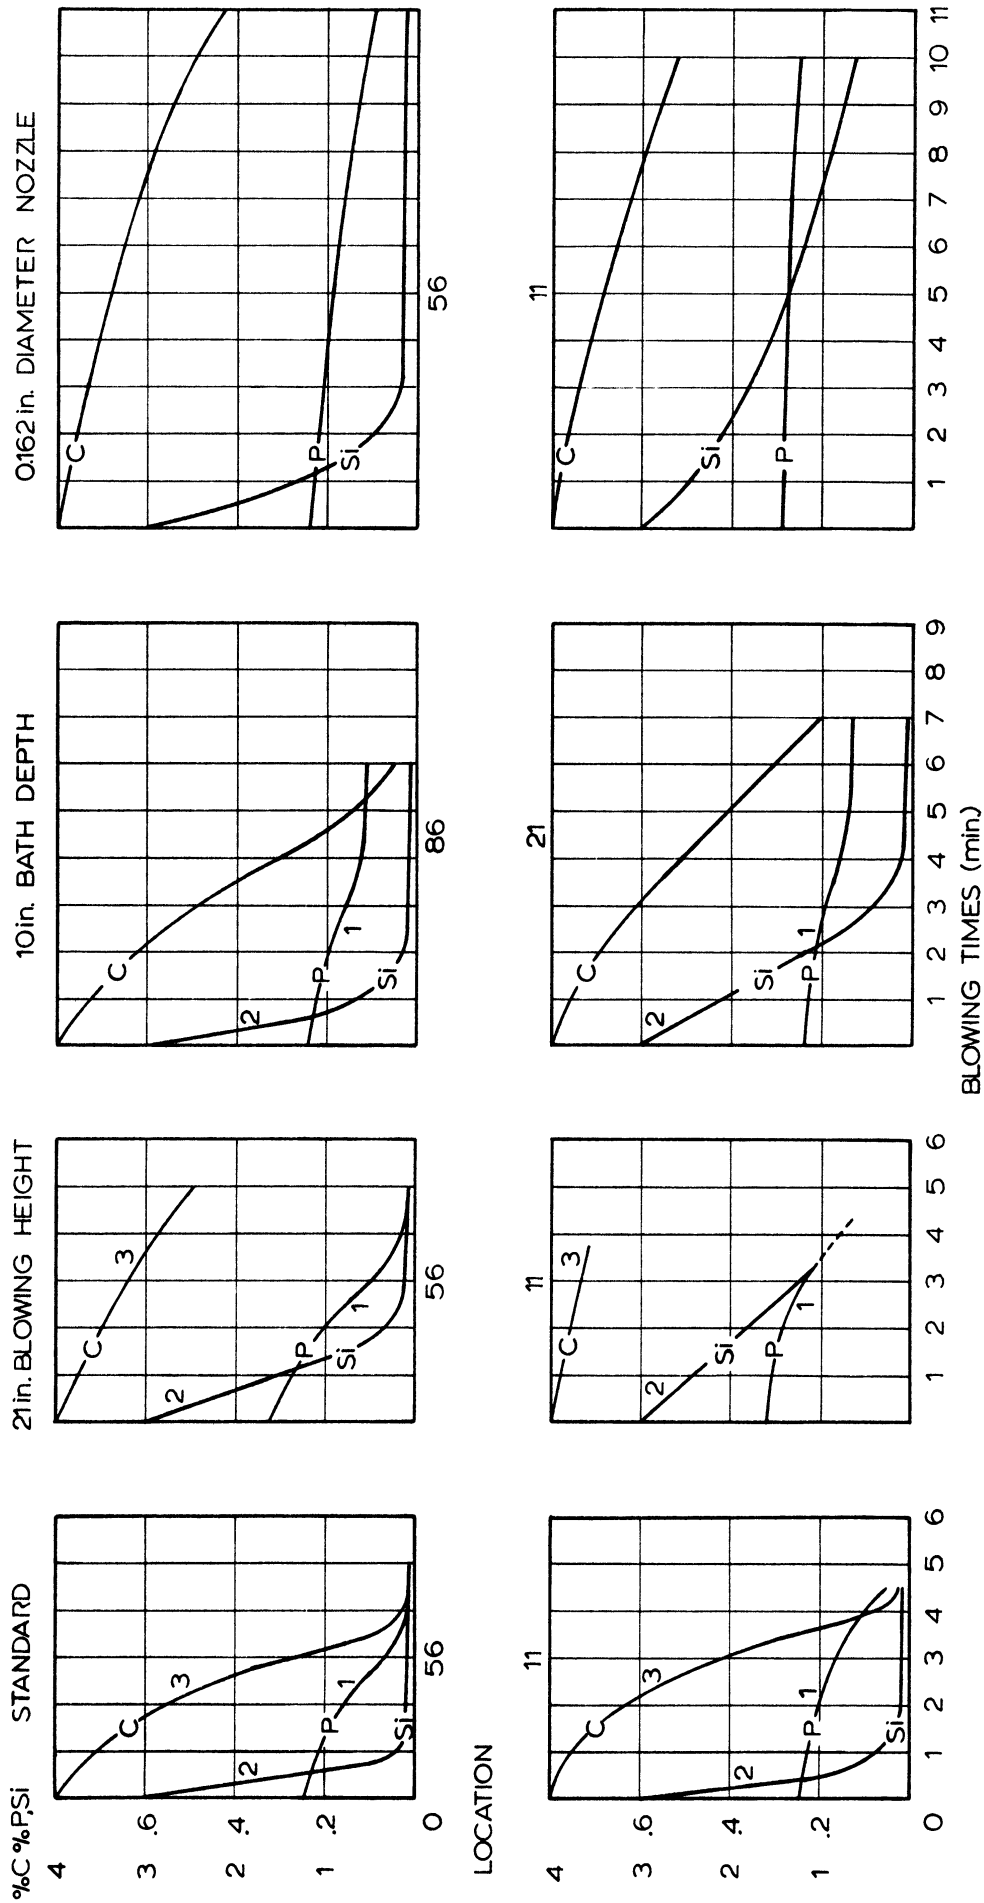 %C %P,Si STANDARD
21 in. BLOWING HEIGHT
10 in. BATH DEPTH
0.162 in. DIAMETER NOZZLE
4
3 .6
2 .4
1 .2
0
C 3
2
P 1
Si
56
C 3
2
P 1
Si
56
C
2
P 1
Si
86
C
P
Si
56
LOCATION
11
21
11
11
4
3 .6
2 .4
1 .2
0
C 3
2
P 1
Si
C 3
2
Si
P 1
C
2
Si
P 1
C
Si
P
1 2 3 4 5 6
1 2 3 4 5 6
1 2 3 4 5 6 7 8 9
1 2 3 4 5 6 7 8 9 10 11
BLOWING TIMES (min.)